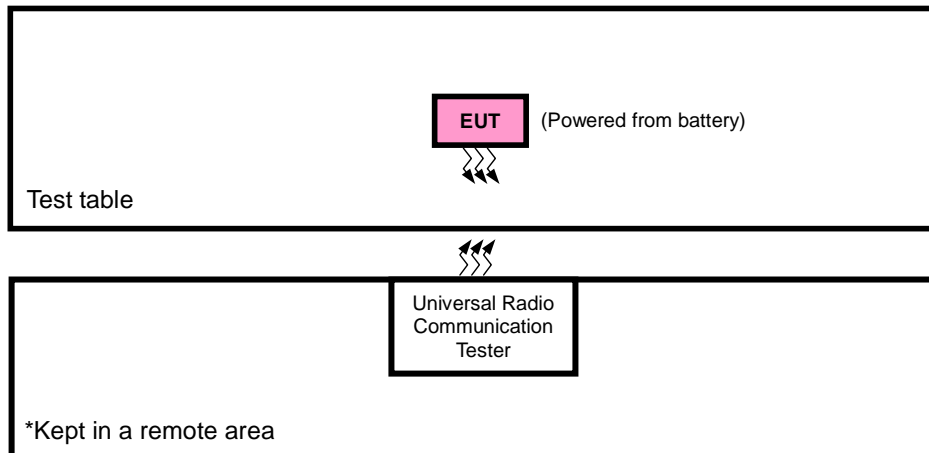 EUT (Powered from battery)
Test table
Universal Radio
Communication
Tester
*Kept in a remote area